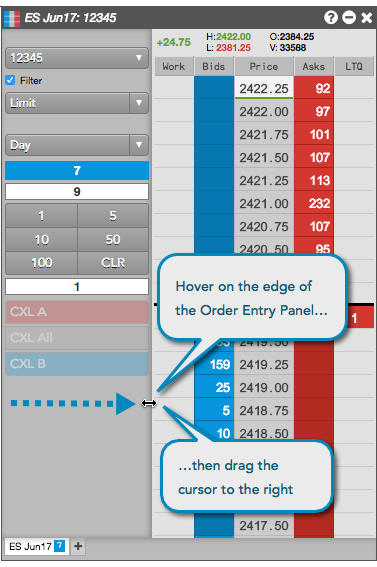 ES Jun17: 12345
+24.75
H:2422.00 O:2384.25
L: 2381.25 V: 33588
12345
Filter
Limit
Day
7
9
1 5
10 50
100 CLR
1
CXL A
CXL All
CXL B
Work Bids Price Asks LTQ
2422.25 92
2422.00 97
2421.75 101
2421.50 107
2421.25 113
2421.00 232
2420.75 107
2420.50 95
1
Hover on the edge of
the Order Entry Panel...
2419.50
159 2419.25
25 2419.00
5 2418.75
10 2418.50
...then drag the
cursor to the right
2417.50
ES Jun17 7 +